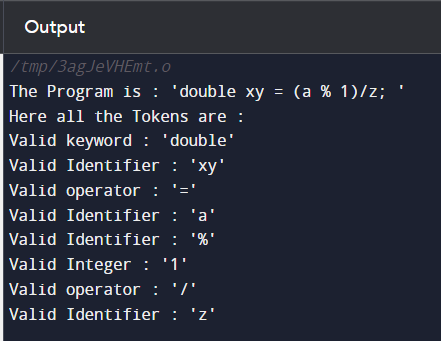 Output
/tmp/3agJeVHEmt.o
The Program is : 'double xy = (a % 1)/z; '
Here all the Tokens are :
Valid keyword : 'double'
Valid Identifier : 'xy'
Valid operator : '='
Valid Identifier : 'a'
Valid Identifier : '%'
Valid Integer : '1'
Valid operator : '/'
Valid Identifier : 'z'